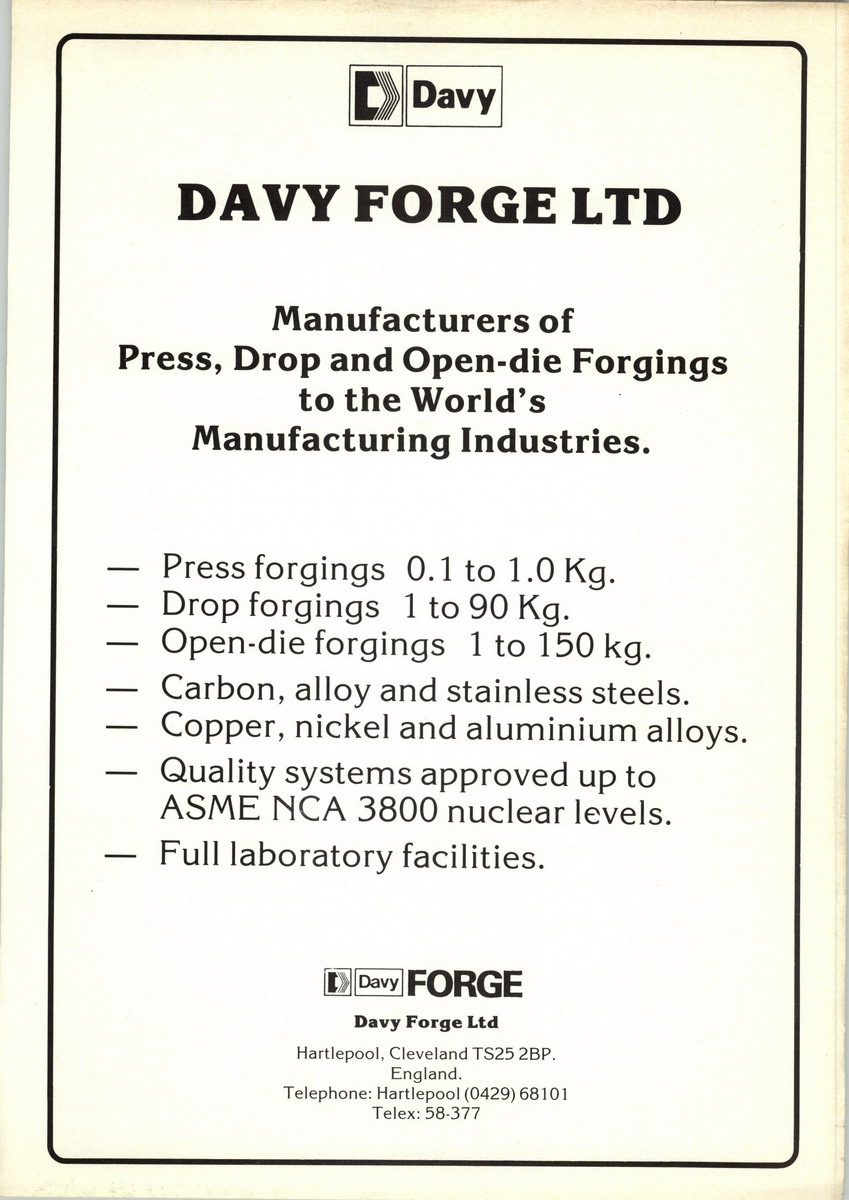 Davy
DAVY FORGE LTD
Manufacturers of
Press, Drop and Open-die Forgings
to the World's
Manufacturing Industries.
— Press forgings 0.1 to 1.0 Kg.
— Drop forgings 1 to 90 Kg.
— Open-die forgings 1 to 150 kg.
— Carbon, alloy and stainless steels.
— Copper, nickel and aluminium alloys.
— Quality systems approved up to
ASME NCA 3800 nuclear levels.
— Full laboratory facilities.
Davy FORGE
Davy Forge Ltd
Hartlepool, Cleveland TS25 2BP.
England.
Telephone: Hartlepool (0429) 68101
Telex: 58-377